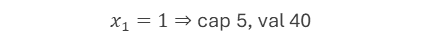 x₁ = 1 ⇒ cap 5, val 40